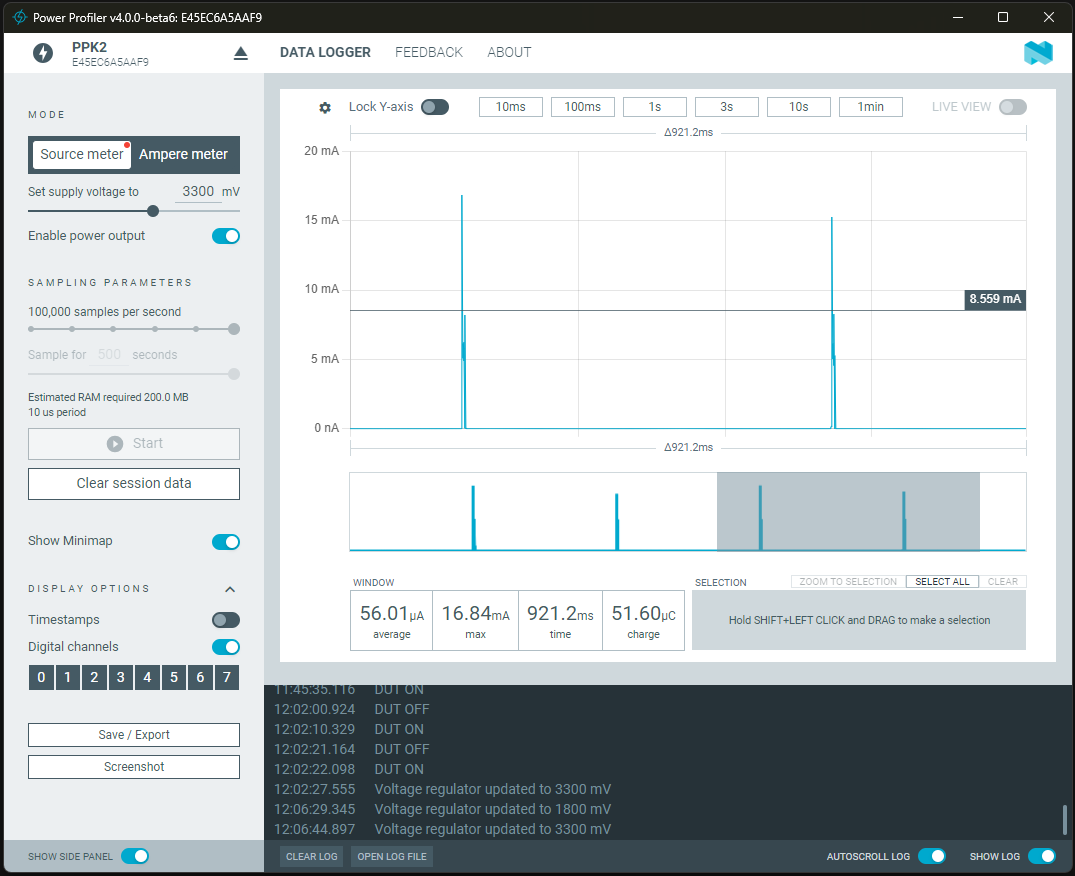 Power Profiler v4.0.0-beta6: E45EC6A5AAF9
PPK2
E45EC6A5AAF9
DATA LOGGER FEEDBACK ABOUT
MODE
Source meter Ampere meter
Set supply voltage to 3300 mV
Enable power output
SAMPLING PARAMETERS
100,000 samples per second
Sample for 500 seconds
Estimated RAM required 200.0 MB
10 us period
Start
Clear session data
Show Minimap
DISPLAY OPTIONS
Timestamps
Digital channels
0 1 2 3 4 5 6 7
Save / Export
Screenshot
SHOW SIDE PANEL
Lock Y-axis 10ms 100ms 1s 3s 10s 1min LIVE VIEW
Δ921.2ms
20 mA
15 mA
10 mA
8.559 mA
5 mA
0 nA
Δ921.2ms
WINDOW
56.01μA 16.84mA 921.2ms 51.60μC
average max time charge
SELECTION ZOOM TO SELECTION SELECT ALL CLEAR
Hold SHIFT+LEFT CLICK and DRAG to make a selection
11:45:35.116 DUT ON
12:02:00.924 DUT OFF
12:02:10.329 DUT ON
12:02:21.164 DUT OFF
12:02:22.098 DUT ON
12:02:27.555 Voltage regulator updated to 3300 mV
12:06:29.345 Voltage regulator updated to 1800 mV
12:06:44.897 Voltage regulator updated to 3300 mV
CLEAR LOG OPEN LOG FILE AUTOSCROLL LOG SHOW LOG